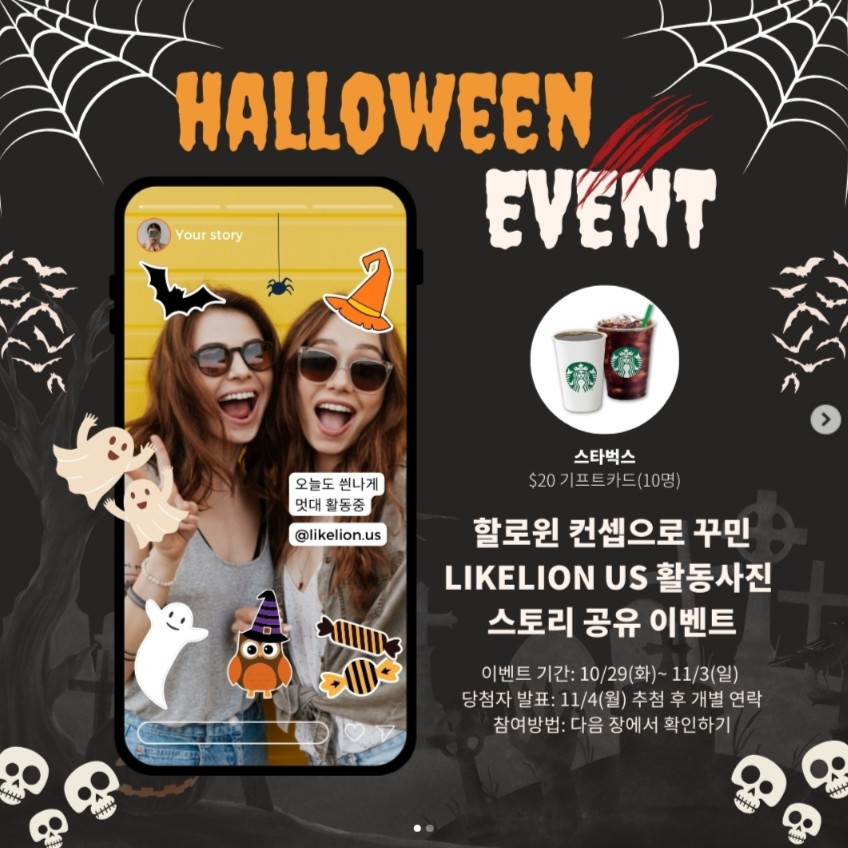 HALLOWEEN
EVENT
Your story
오늘도 씐나게
멋대 활동중
@likelion.us
스타벅스
$20 기프트카드(10명)
할로윈 컨셉으로 꾸민
LIKELION US 활동사진
스토리 공유 이벤트
이벤트 기간: 10/29(화)~ 11/3(일)
당첨자 발표: 11/4(월) 추첨 후 개별 연락
참여방법: 다음 장에서 확인하기